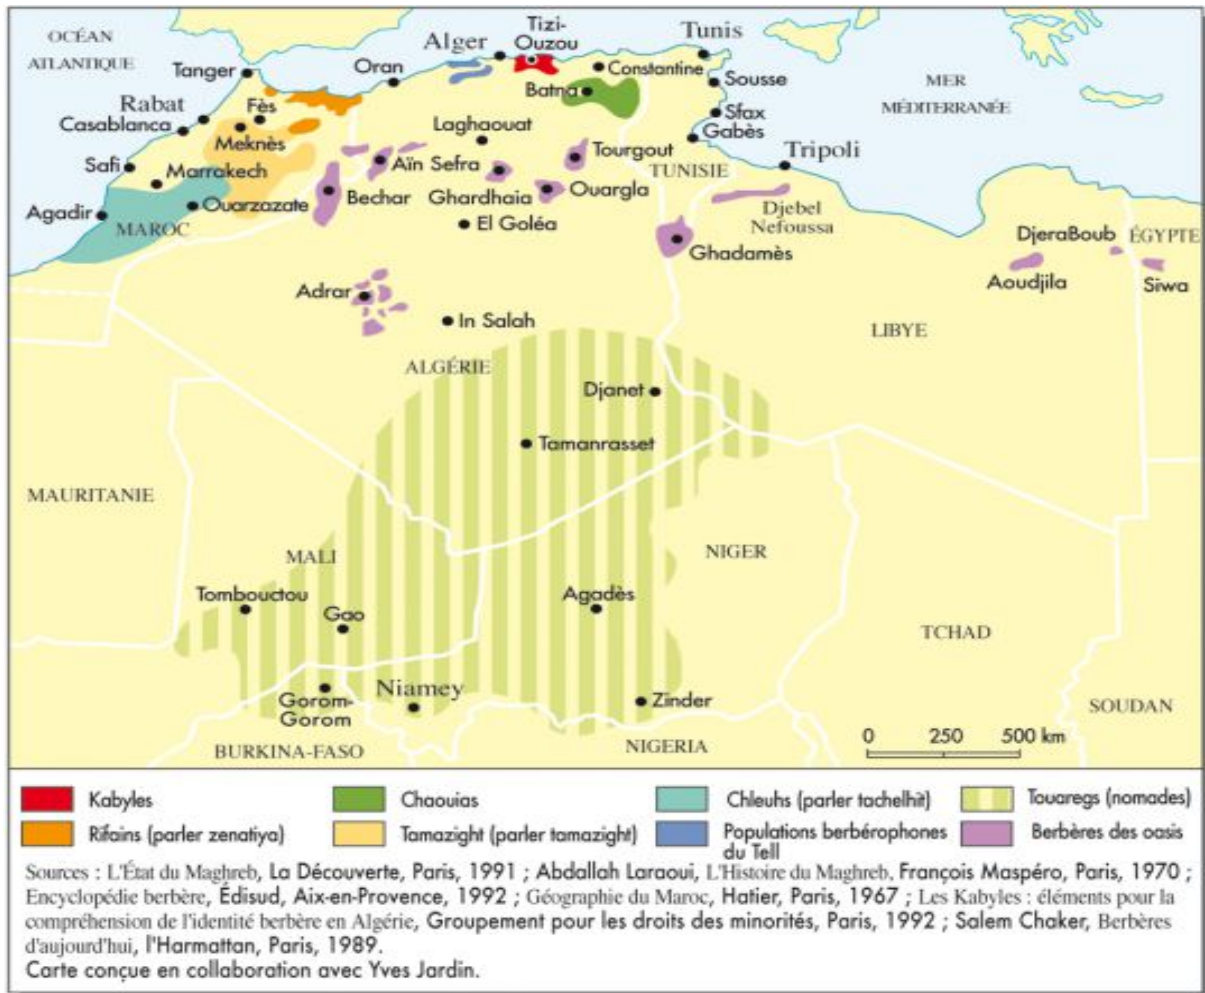 OCÉAN
ATLANTIQUE
Tanger
Rabat
Casablanca
Fès
Meknès
Safi
Marrakech
Agadir
Ouarzazate
MAROC
Oran
Alger
Tizi-
Ouzou
Constantine
Batna
Tunis
Sousse
Sfax
Gabès
MER
MÉDITERRANÉE
Laghaouat
Aïn Sefra
Tourgout
TUNISIE
Tripoli
Bechar
Ghardhaia
Ouargla
El Goléa
Djebel
Nefoussa
Ghadamès
DjeraBoub
ÉGYPTE
Aoudjila
Siwa
Adrar
In Salah
LIBYE
ALGÉRIE
Djanet
Tamanrasset
MAURITANIE
MALI
NIGER
Tombouctou
Gao
Agadès
TCHAD
Gorom-
Gorom
Niamey
Zinder
SOUDAN
BURKINA-FASO
NIGERIA
0 250 500 km
Kabyles
Chaouias
Chleuhs (parler tachelhit)
Touaregs (nomades)
Rifains (parler zenatiya)
Tamazight (parler tamazight)
Populations berbérophones
du Tell
Berbères des oasis
Sources : L'État du Maghreb, La Découverte, Paris, 1991 ; Abdallah Laraoui, L'Histoire du Maghreb, François Maspéro, Paris, 1970 ;
Encyclopédie berbère, Édisud, Aix-en-Provence, 1992 ; Géographie du Maroc, Hatier, Paris, 1967 ; Les Kabyles : éléments pour la
compréhension de l'identité berbère en Algérie, Groupement pour les droits des minorités, Paris, 1992 ; Salem Chaker, Berbères
d'aujourd'hui, l'Harmattan, Paris, 1989.
Carte conçue en collaboration avec Yves Jardin.